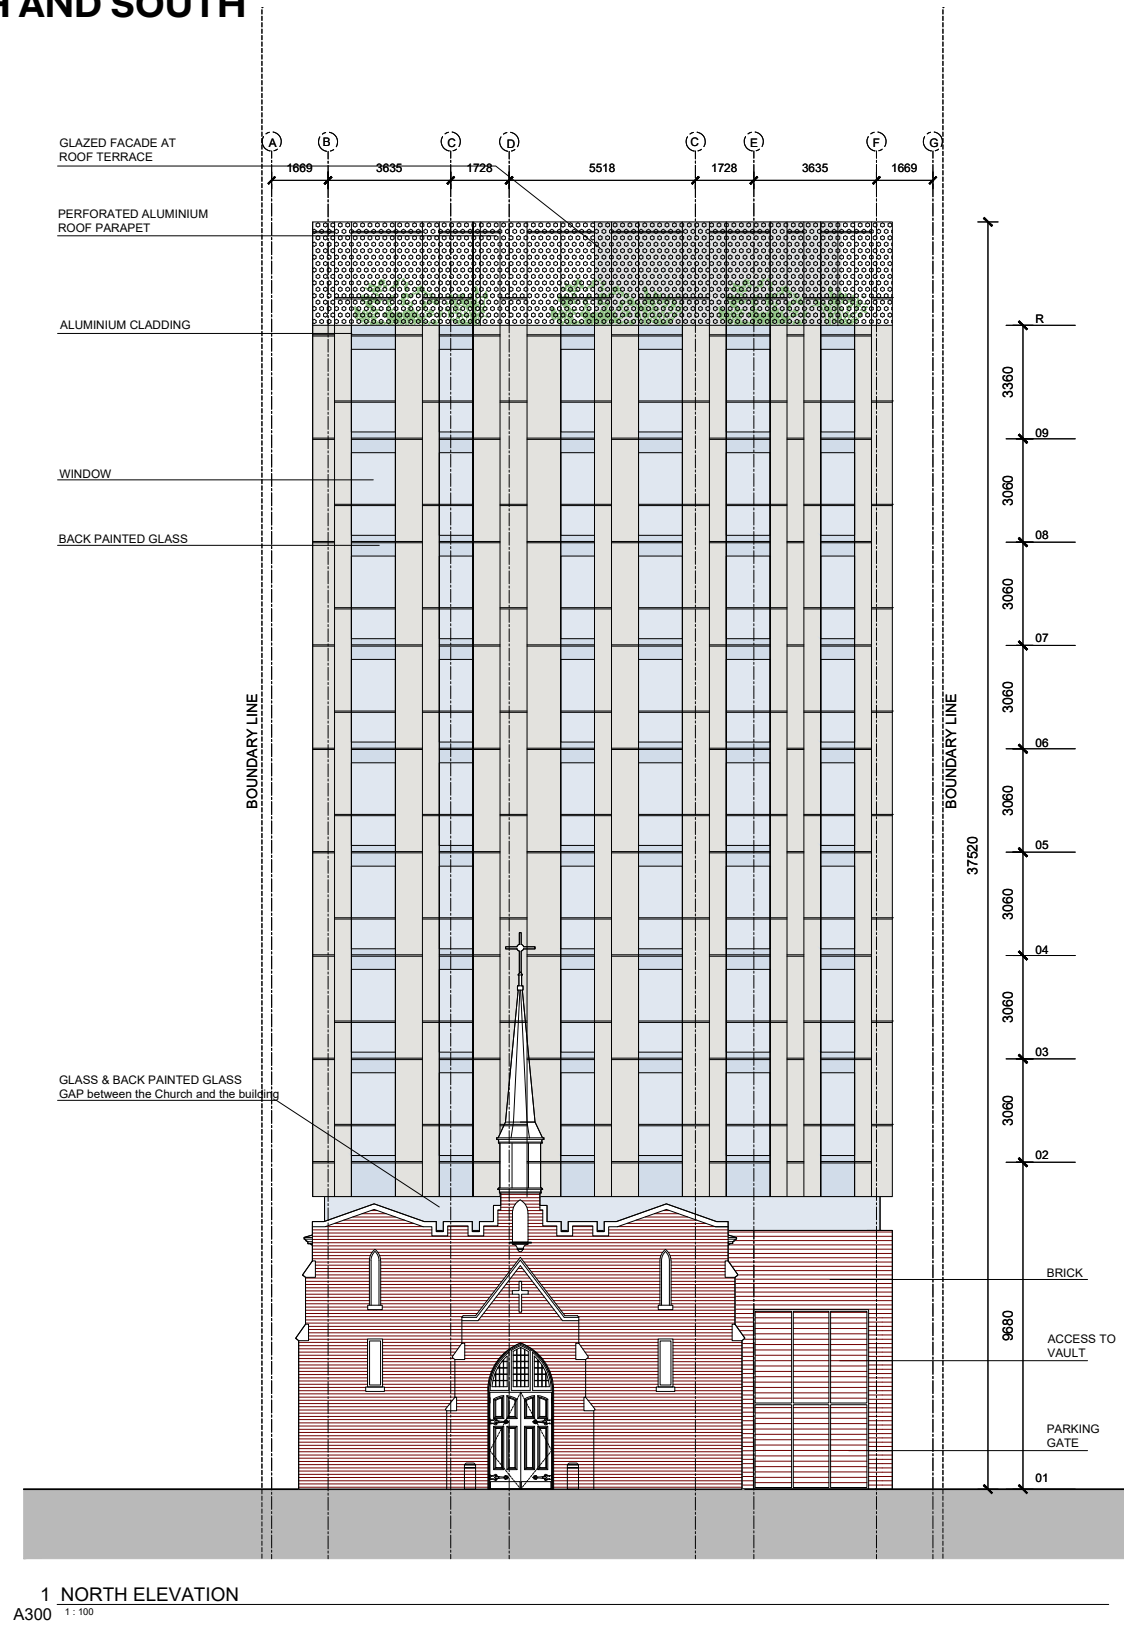 H AND SOUTH
GLAZED FACADE AT
ROOF TERRACE
A B C D C E F G
1669 3635 1728 5518 1728 3635 1669
PERFORATED ALUMINIUM
ROOF PARAPET
ALUMINIUM CLADDING
R
3360
09
WINDOW
3060
BACK PAINTED GLASS
08
3060
07
3060
BOUNDARY LINE
BOUNDARY LINE
06
3060
37520
05
3060
04
3060
03
GLASS & BACK PAINTED GLASS
GAP between the Church and the building
3060
02
BRICK
9680
ACCESS TO
VAULT
PARKING
GATE
01
1 NORTH ELEVATION
A300 1 : 100